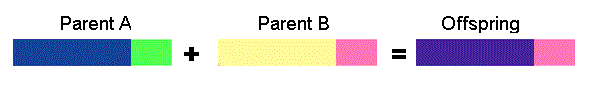 Parent A Parent B Offspring
+ =